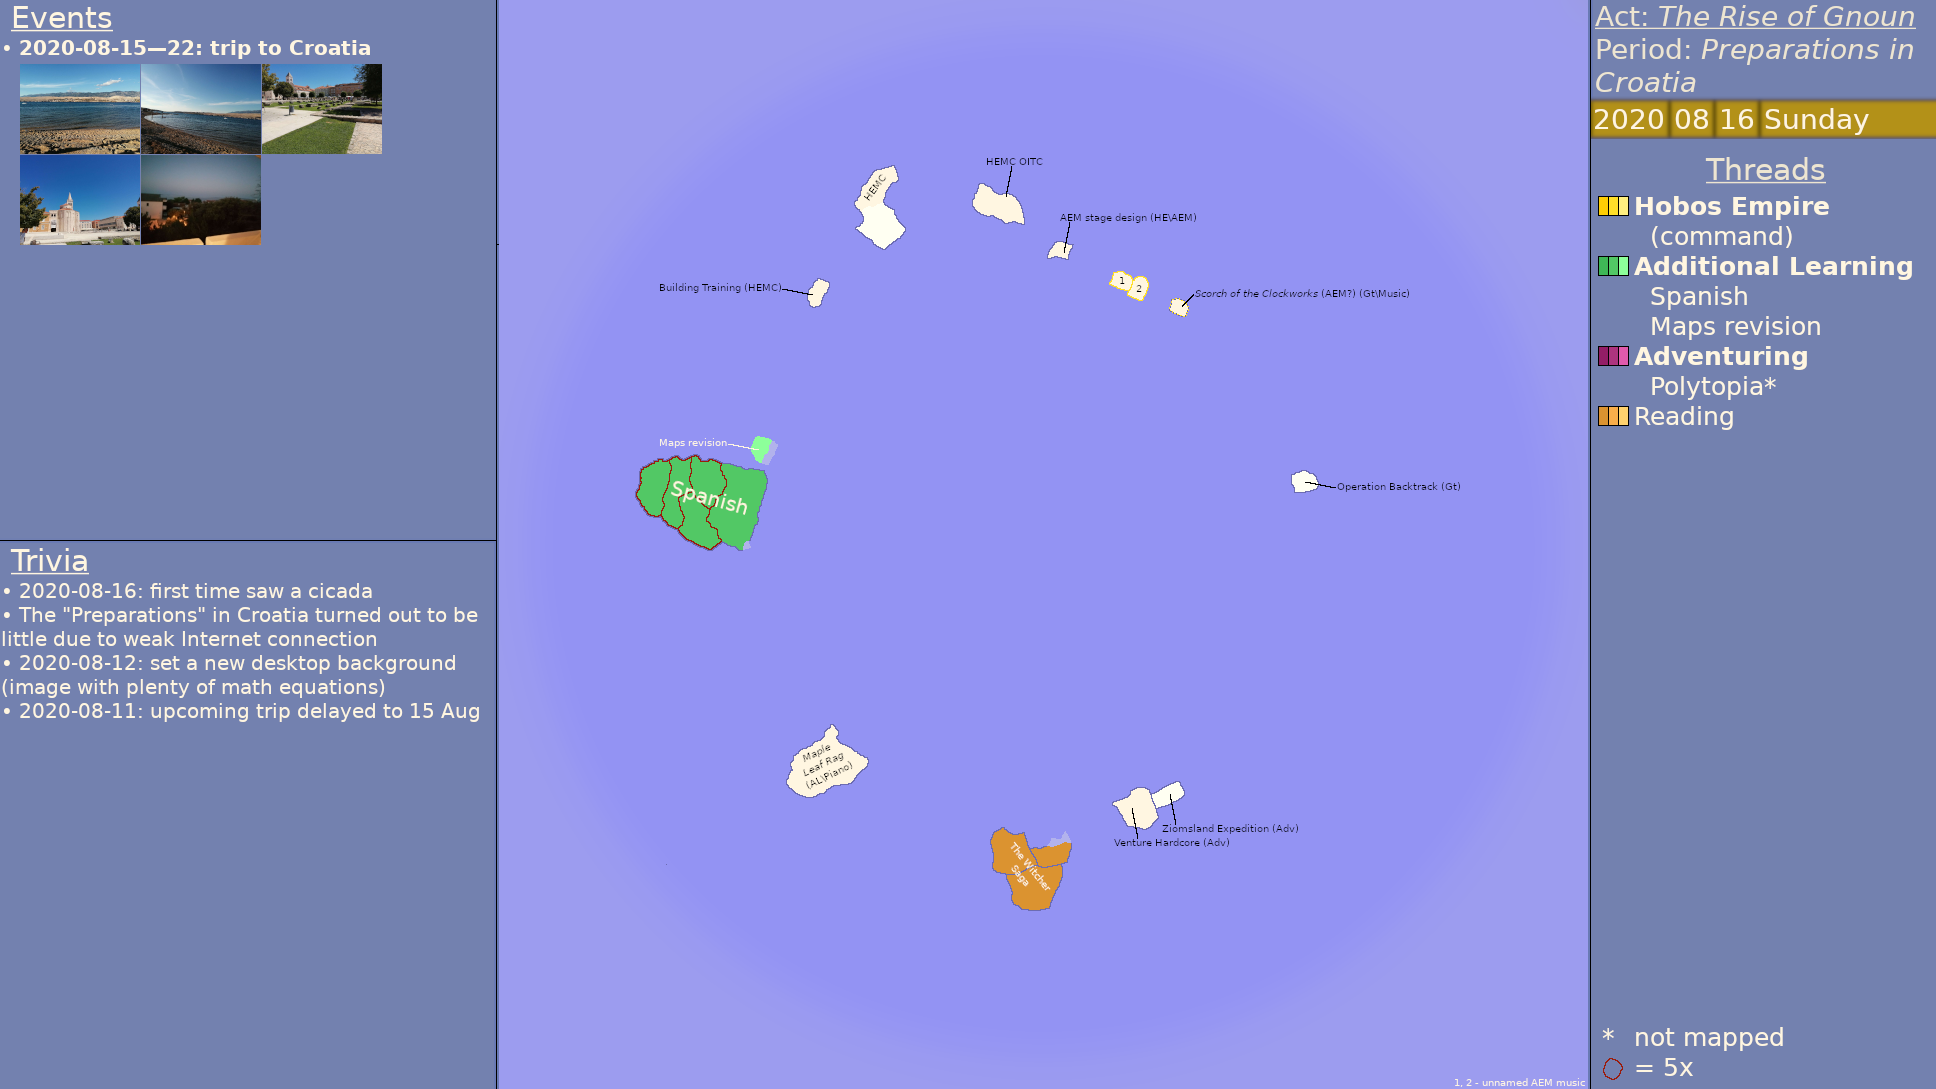 Events
• 2020-08-15—22: trip to Croatia
Trivia
• 2020-08-16: first time saw a cicada
• The "Preparations" in Croatia turned out to be
little due to weak Internet connection
• 2020-08-12: set a new desktop background
(image with plenty of math equations)
• 2020-08-11: upcoming trip delayed to 15 Aug
HEMC
HEMC OITC
AEM stage design (HE\AEM)
Building Training (HEMC)
1
2
Scorch of the Clockworks (AEM?) (Gt\Music)
Maps revision
Spanish
Operation Backtrack (Gt)
Maple
Leaf Rag
(AL\Piano)
Ziomsland Expedition (Adv)
Venture Hardcore (Adv)
The Witcher
Saga
1, 2 - unnamed AEM music
Act: The Rise of Gnoun
Period: Preparations in
Croatia
2020 08 16 Sunday
Threads
Hobos Empire
(command)
Additional Learning
Spanish
Maps revision
Adventuring
Polytopia*
Reading
* not mapped
= 5x